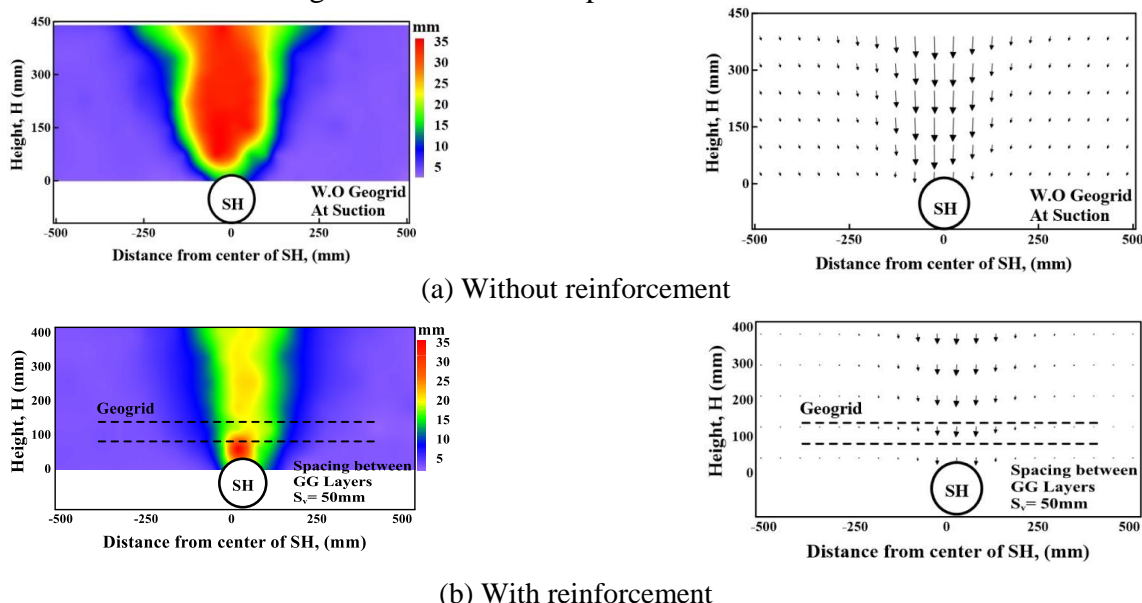 450
300
150
0
Height, H (mm)
mm
35
30
25
20
15
10
5
SH
W.O Geogrid
At Suction
-500
-250
0
250
500
Distance from center of SH, (mm)
450
300
150
0
Height, H (mm)
SH
W.O Geogrid
At Suction
-500
-250
0
250
500
Distance from center of SH, (mm)
(a) Without reinforcement
400
300
200
100
0
Height, H (mm)
mm
35
30
25
20
15
10
5
Geogrid
SH
Spacing between
GG Layers
Sᵥ= 50mm
-500
-250
0
250
500
Distance from center of SH, (mm)
400
300
200
100
0
Height, H (mm)
Geogrid
SH
Spacing between
GG Layers
Sᵥ= 50mm
-500
-250
0
250
500
Distance from center of SH, (mm)
(b) With reinforcement